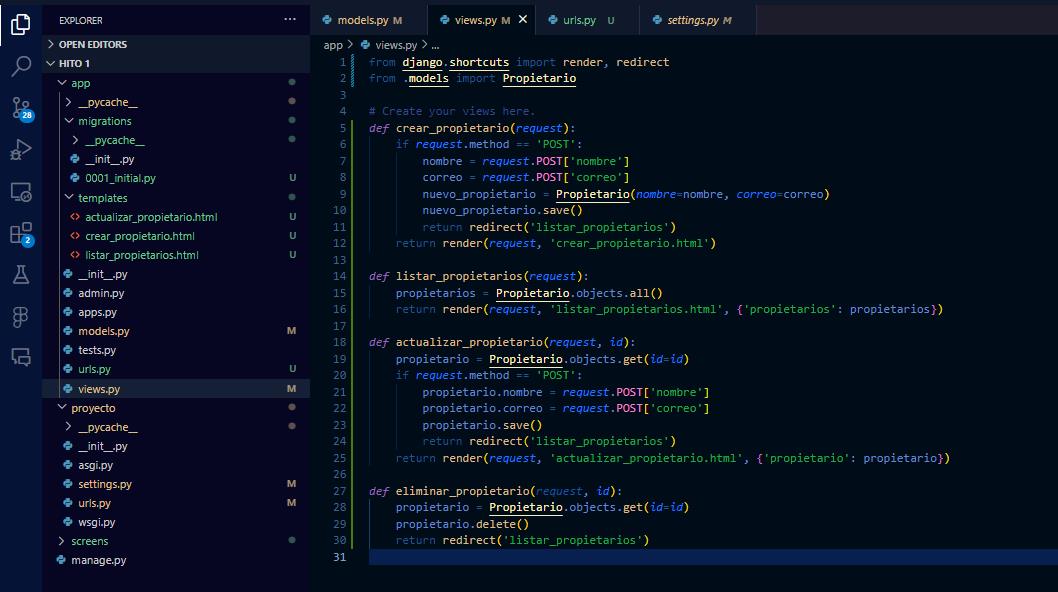 EXPLORER
OPEN EDITORS
HITO 1
app
__pycache__
migrations
__pycache__
__init__.py
0001_initial.py U
templates
actualizar_propietario.html U
crear_propietario.html U
listar_propietarios.html U
__init__.py
admin.py
apps.py
models.py M
tests.py
urls.py U
views.py M
proyecto
__pycache__
__init__.py
asgi.py
settings.py M
urls.py M
wsgi.py
screens
manage.py
28
2
models.py M
views.py M
urls.py U
settings.py M
app > views.py > ...
1 from django.shortcuts import render, redirect
2 from .models import Propietario
3
4 # Create your views here.
5 def crear_propietario(request):
6     if request.method == 'POST':
7         nombre = request.POST['nombre']
8         correo = request.POST['correo']
9         nuevo_propietario = Propietario(nombre=nombre, correo=correo)
10         nuevo_propietario.save()
11         return redirect('listar_propietarios')
12     return render(request, 'crear_propietario.html')
13
14 def listar_propietarios(request):
15     propietarios = Propietario.objects.all()
16     return render(request, 'listar_propietarios.html', {'propietarios': propietarios})
17
18 def actualizar_propietario(request, id):
19     propietario = Propietario.objects.get(id=id)
20     if request.method == 'POST':
21         propietario.nombre = request.POST['nombre']
22         propietario.correo = request.POST['correo']
23         propietario.save()
24         return redirect('listar_propietarios')
25     return render(request, 'actualizar_propietario.html', {'propietario': propietario})
26
27 def eliminar_propietario(request, id):
28     propietario = Propietario.objects.get(id=id)
29     propietario.delete()
30     return redirect('listar_propietarios')
31